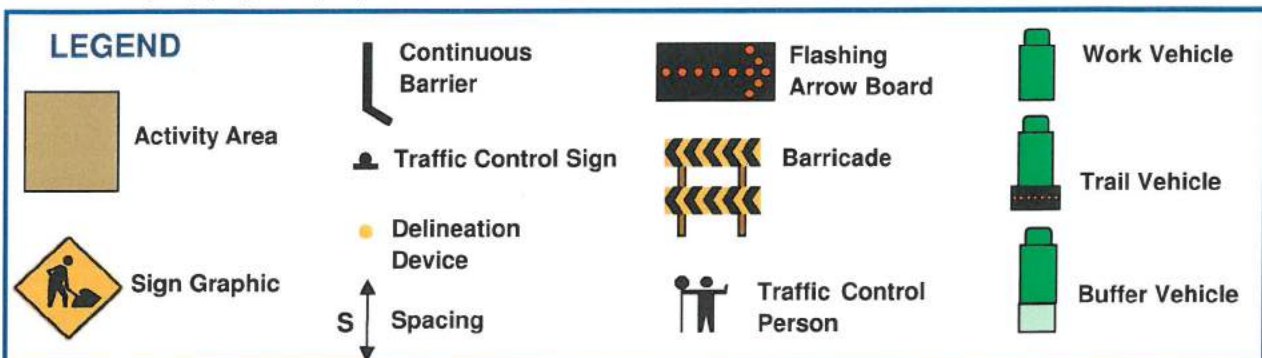 LEGEND
Activity Area
Sign Graphic
Continuous
Barrier
Traffic Control Sign
Delineation
Device
S
Spacing
Flashing
Arrow Board
Barricade
Traffic Control
Person
Work Vehicle
Trail Vehicle
Buffer Vehicle